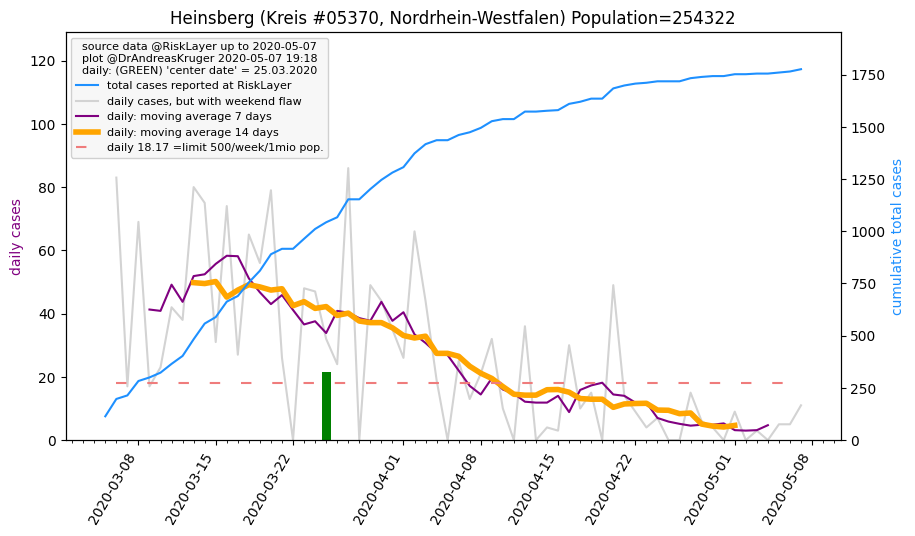 Heinsberg (Kreis #05370, Nordrhein-Westfalen) Population=254322
source data @RiskLayer up to 2020-05-07
plot @DrAndreasKruger 2020-05-07 19:18
daily: (GREEN) 'center date' = 25.03.2020
total cases reported at RiskLayer
daily cases, but with weekend flaw
daily: moving average 7 days
daily: moving average 14 days
daily 18.17 =limit 500/week/1mio pop.
daily cases
120
100
80
60
40
20
0
cumulative total cases
1750
1500
1250
1000
750
500
250
0
2020-03-08
2020-03-15
2020-03-22
2020-04-01
2020-04-08
2020-04-15
2020-04-22
2020-05-01
2020-05-08